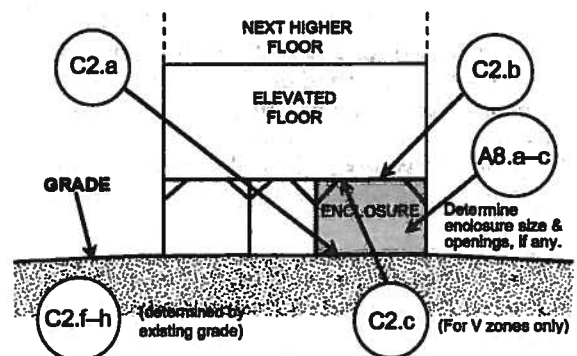 NEXT HIGHER
FLOOR
C2.a
C2.b
ELEVATED
FLOOR
A8.a–c
GRADE
ENCLOSURE
Determine
enclosure size &
openings, if any.
C2.f–h
(determined by
existing grade)
C2.c
(For V zones only)